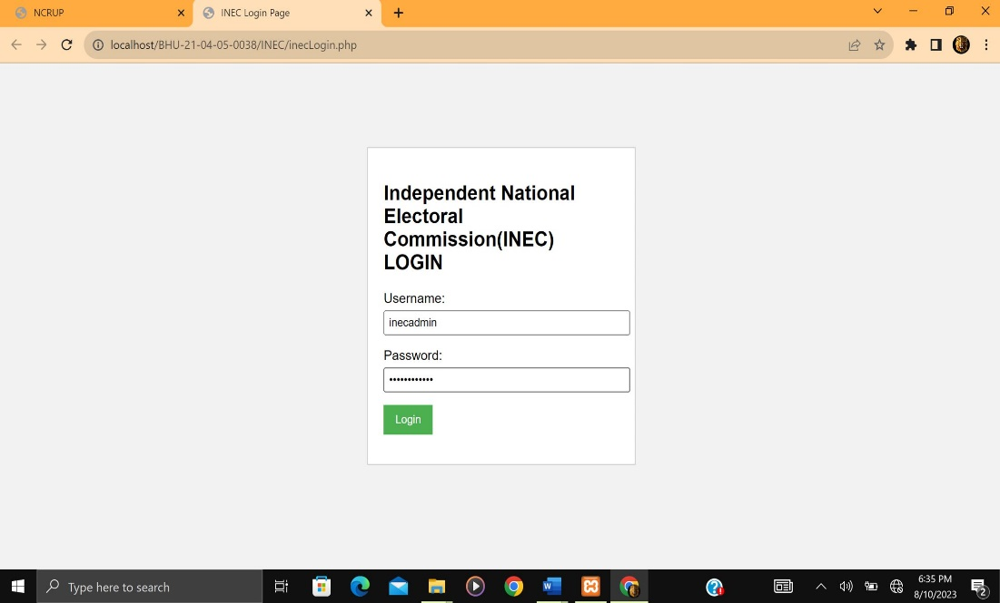 NCRUP
INEC Login Page
localhost/BHU-21-04-05-0038/INEC/inecLogin.php
Independent National
Electoral
Commission(INEC)
LOGIN
Username:
inecadmin
Password:
••••••••••••
Login
Type here to search
6:35 PM
8/10/2023
2